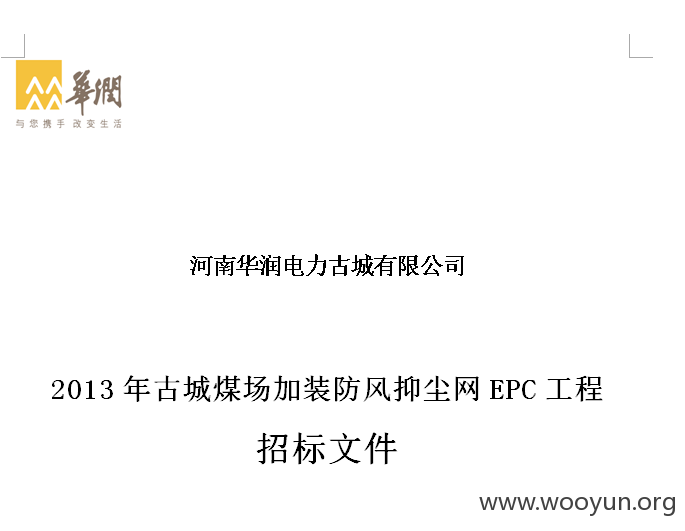 華潤
与您携手 改变生活
河南华润电力古城有限公司
2013 年古城煤场加装防风抑尘网 EPC 工程
招标文件
www.wooyun.org